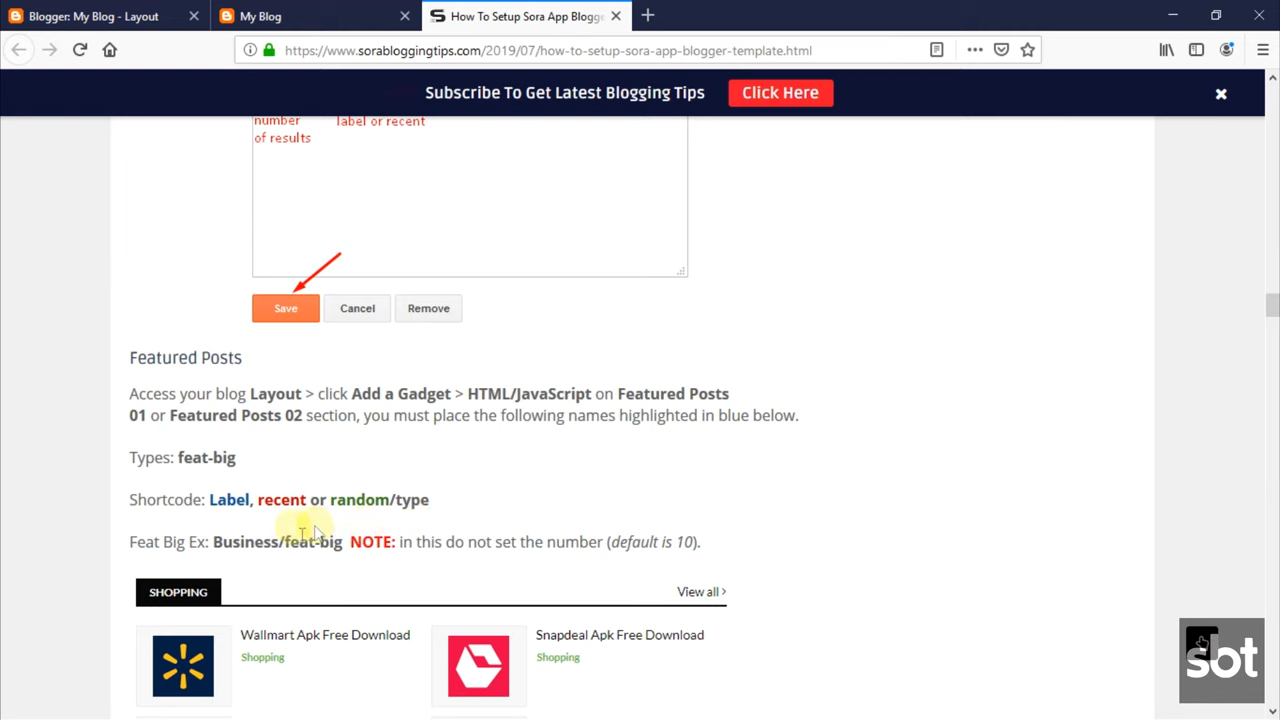 Blogger: My Blog - Layout
My Blog
How To Setup Sora App Blogge
https://www.sorabloggingtips.com/2019/07/how-to-setup-sora-app-blogger-template.html
Subscribe To Get Latest Blogging Tips
Click Here
number
label or recent
of results
Save
Cancel
Remove
Featured Posts
Access your blog Layout > click Add a Gadget > HTML/JavaScript on Featured Posts
01 or Featured Posts 02 section, you must place the following names highlighted in blue below.
Types: feat-big
Shortcode: Label, recent or random/type
Feat Big Ex: Business/feat-big NOTE: in this do not set the number (default is 10).
SHOPPING
View all >
Wallmart Apk Free Download
Snapdeal Apk Free Download
Shopping
Shopping
sbt